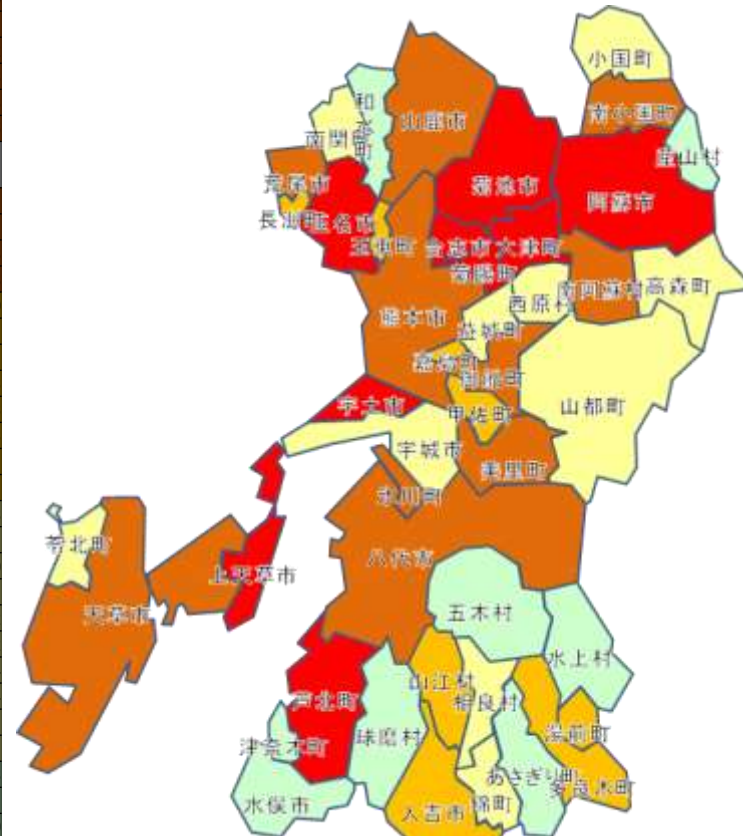 小国町
南小国町
産山村
和水町
山鹿市
南関町
菊池市
阿蘇市
荒尾市
長洲町
玉名市
玉東町
合志市
大津町
菊陽町
西原村
南阿蘇村
高森町
熊本市
益城町
嘉島町
御船町
宇土市
甲佐町
山都町
宇城市
美里町
氷川町
苓北町
八代市
上天草市
天草市
五木村
水上村
芦北町
山江村
相良村
津奈木町
球磨村
湯前町
あさぎり町
多良木町
水俣市
人吉市
錦町